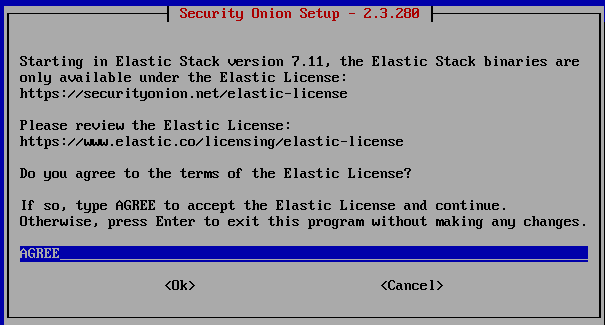 Security Onion Setup - 2.3.280
Starting in Elastic Stack version 7.11, the Elastic Stack binaries are
only available under the Elastic License:
https://securityonion.net/elastic-license
Please review the Elastic License:
https://www.elastic.co/licensing/elastic-license
Do you agree to the terms of the Elastic License?
If so, type AGREE to accept the Elastic License and continue.
Otherwise, press Enter to exit this program without making any changes.
AGREE
<Ok> <Cancel>